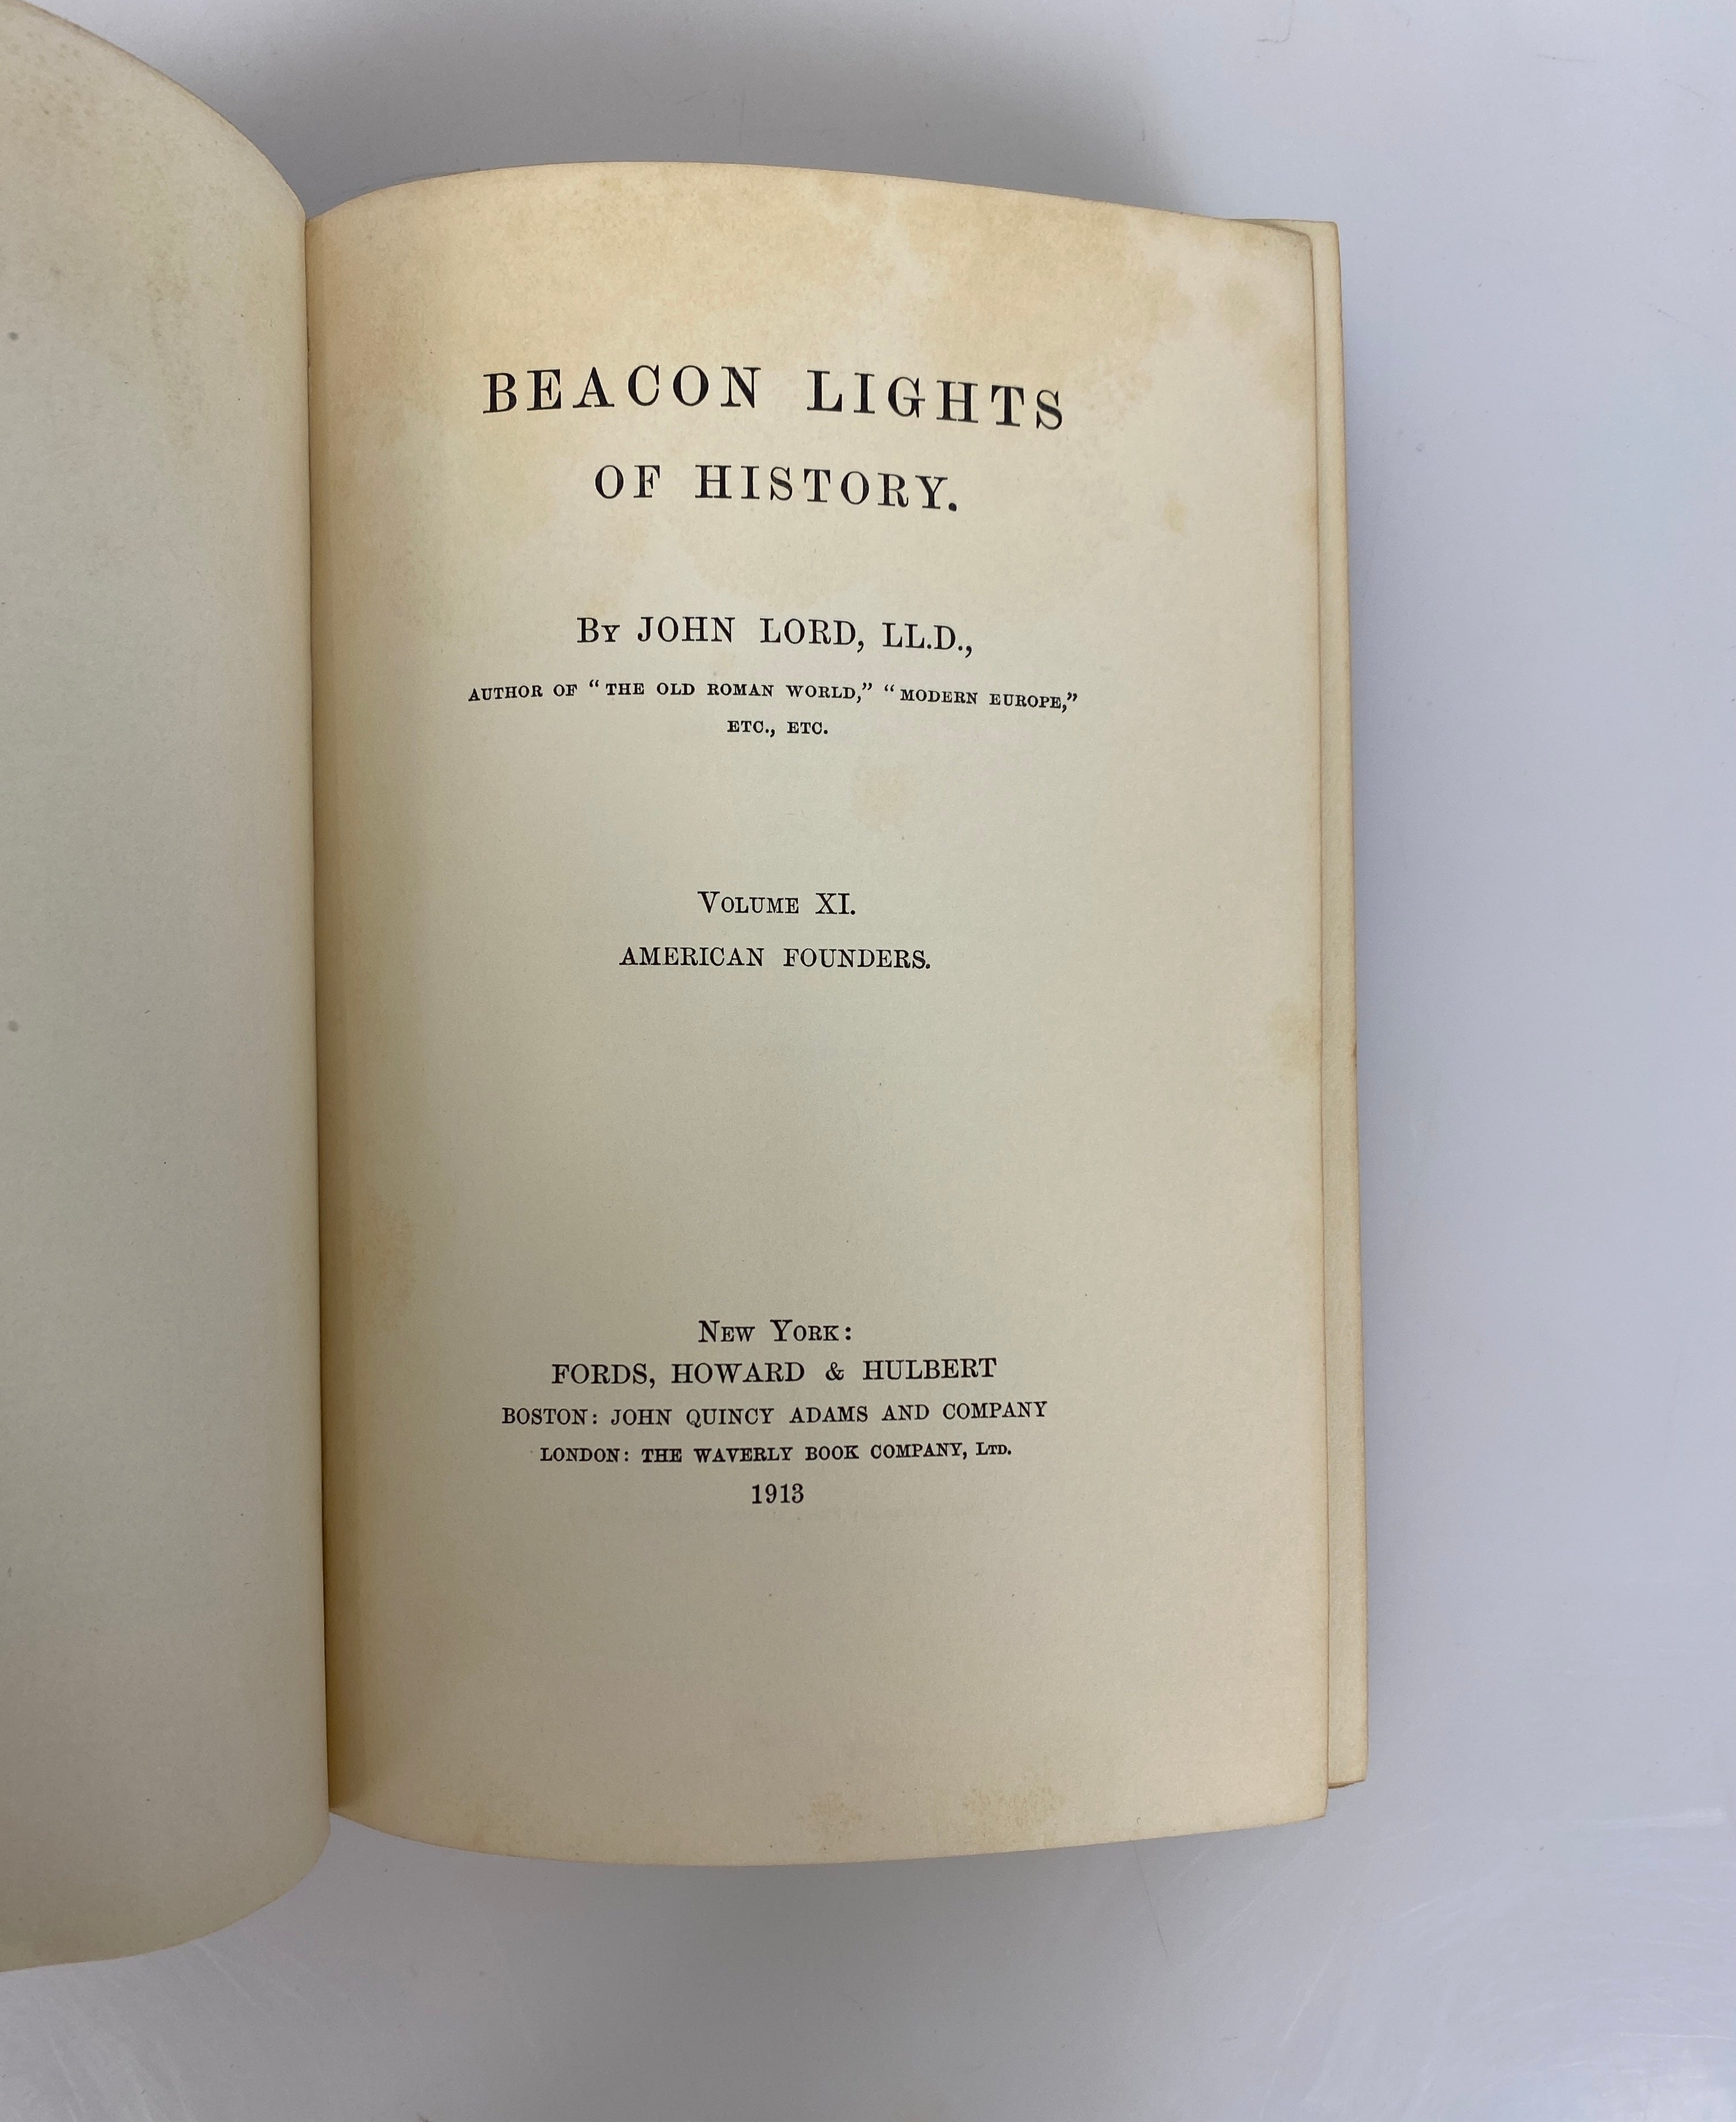 BEACON LIGHTS
OF HISTORY.
By JOHN LORD, LL.D.,
AUTHOR OF “THE OLD ROMAN WORLD,” “MODERN EUROPE,”
ETC., ETC.
Volume XI.
AMERICAN FOUNDERS.
New York:
FORDS, HOWARD & HULBERT
BOSTON: JOHN QUINCY ADAMS AND COMPANY
LONDON: THE WAVERLY BOOK COMPANY, Ltd.
1913